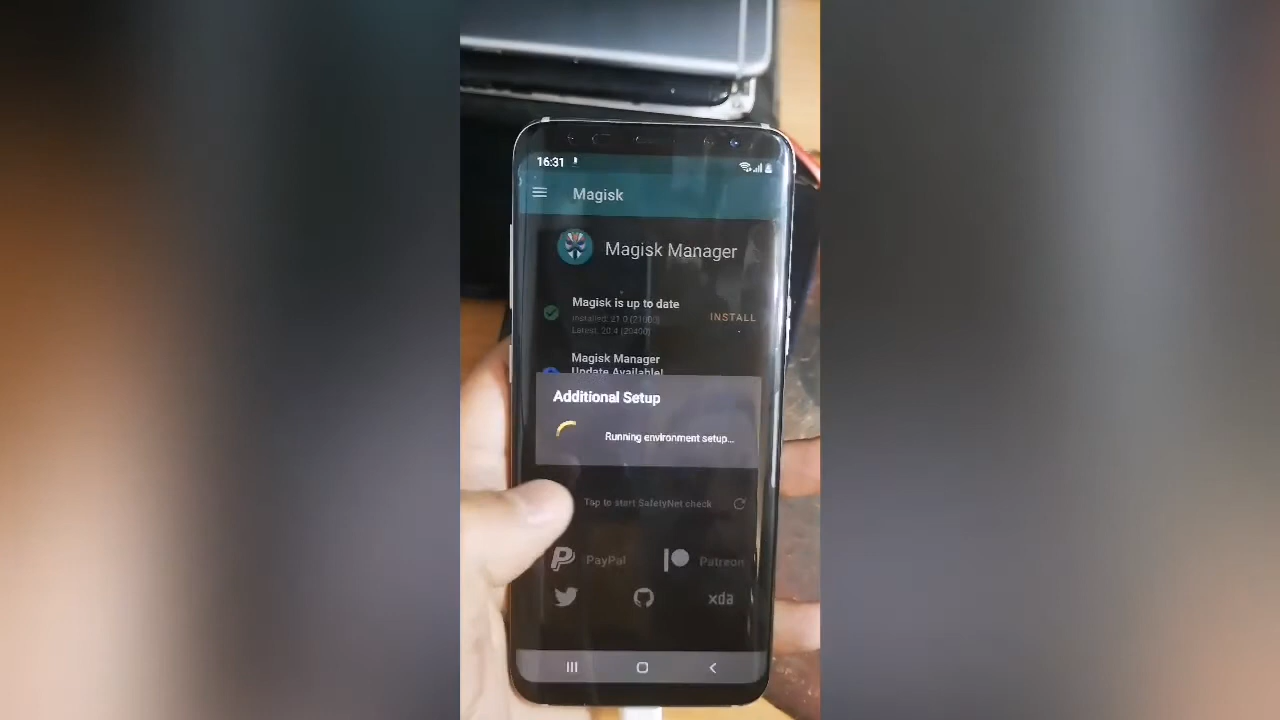 16:31
Magisk
Magisk Manager
Magisk is up to date
Installed: 21.0 (21000)
INSTALL
Latest: 20.4 (20400)
Magisk Manager
Update Available!
Additional Setup
Running environment setup...
Tap to start SafetyNet check
PayPal
Patreon
xda